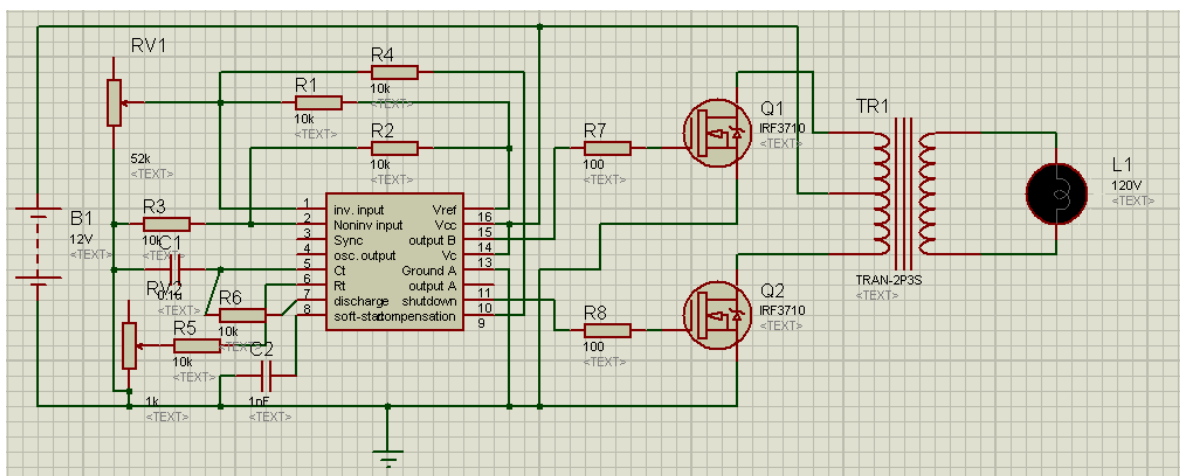 RV1
52k
<TEXT>
R4
10k
<TEXT>
R1
10k
<TEXT>
R2
10k
<TEXT>
B1
12V
<TEXT>
R3
10k
<TEXT>
C1
0.1u
<TEXT>
RV2
1k
<TEXT>
R6
10k
<TEXT>
R5
10k
<TEXT>
C2
1nF
<TEXT>
1 inv. input
2 Noninv input
3 Sync
4 osc. output
5 Ct
6 Rt
7 discharge
8 soft-start
Vref 16
Vcc 15
output B 14
Vc 13
Ground A
output A 11
shutdown 10
compensation 9
R7
100
<TEXT>
R8
100
<TEXT>
Q1
IRF3710
<TEXT>
Q2
IRF3710
<TEXT>
TR1
TRAN-2P3S
<TEXT>
L1
120V
<TEXT>